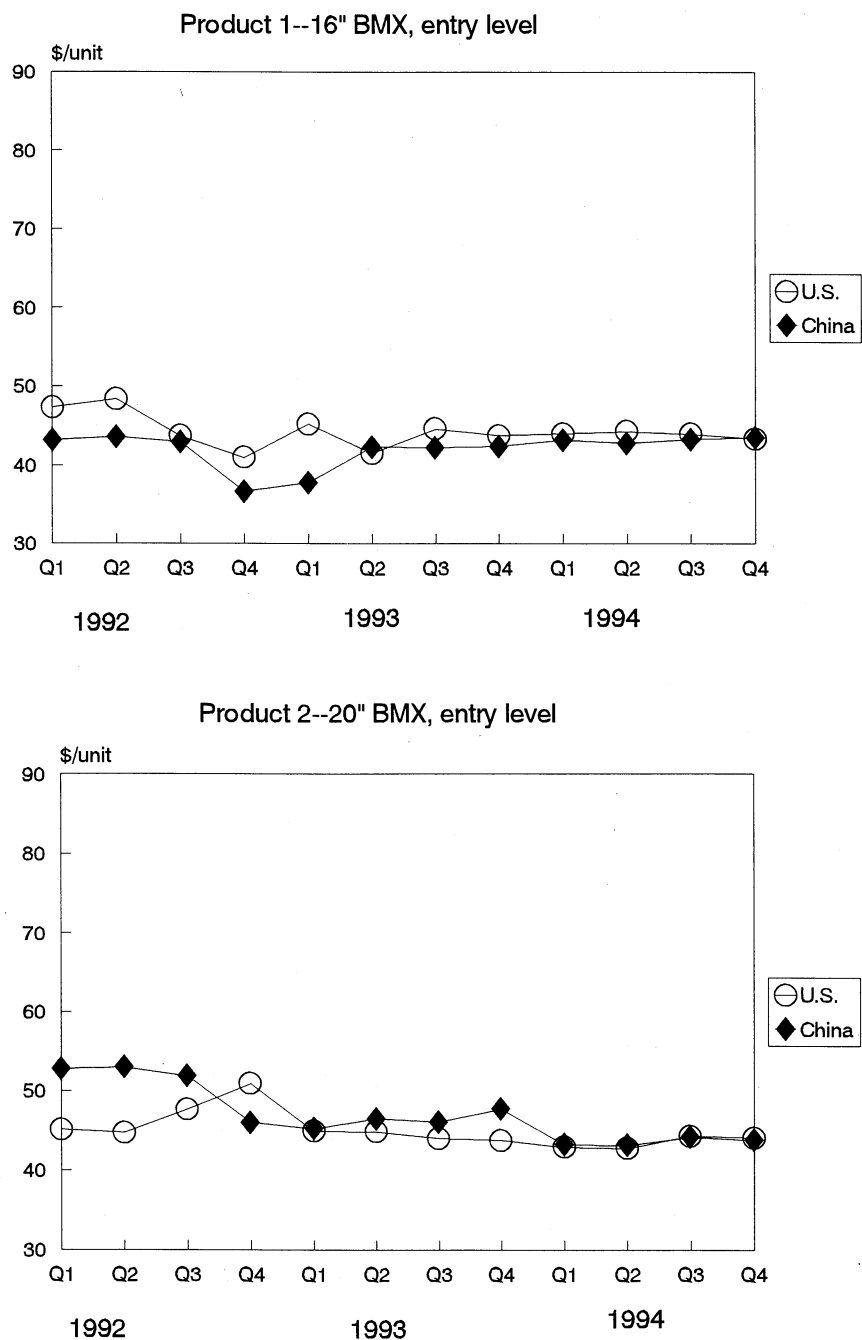 Product 1--16" BMX, entry level
$/unit
90
80
70
60
50
40
30
Q1 Q2 Q3 Q4 Q1 Q2 Q3 Q4 Q1 Q2 Q3 Q4
1992 1993 1994
U.S.
China
Product 2--20" BMX, entry level
$/unit
90
80
70
60
50
40
30
Q1 Q2 Q3 Q4 Q1 Q2 Q3 Q4 Q1 Q2 Q3 Q4
1992 1993 1994
U.S.
China